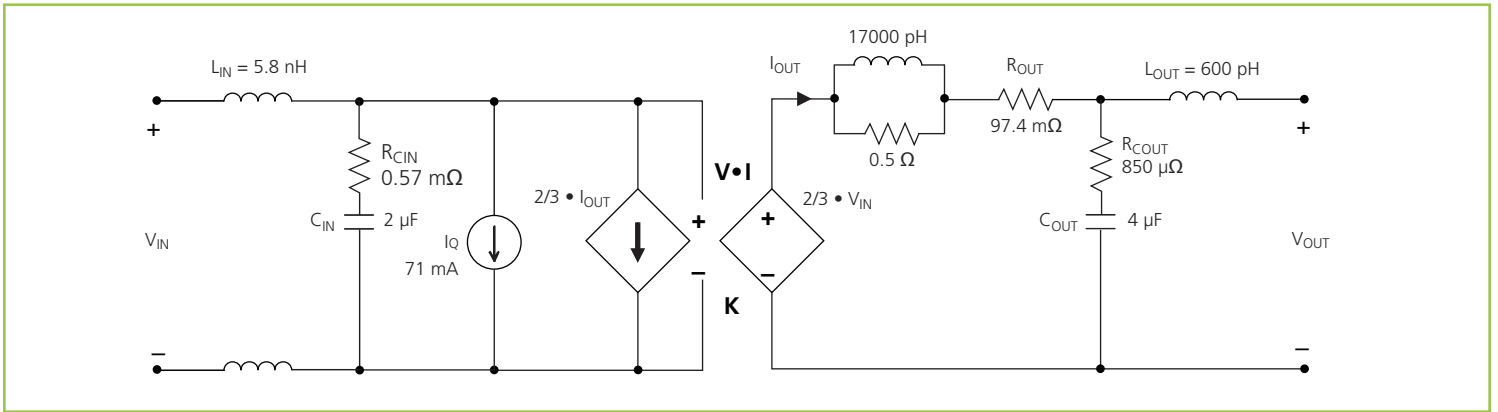 L_IN = 5.8 nH
+
V_IN
–
R_CIN
0.57 mΩ
C_IN
2 µF
I_Q
71 mA
2/3 • I_OUT
V•I
+
–
K
+
–
2/3 • V_IN
I_OUT
17000 pH
0.5 Ω
R_OUT
97.4 mΩ
R_COUT
850 µΩ
C_OUT
4 µF
L_OUT = 600 pH
+
V_OUT
–